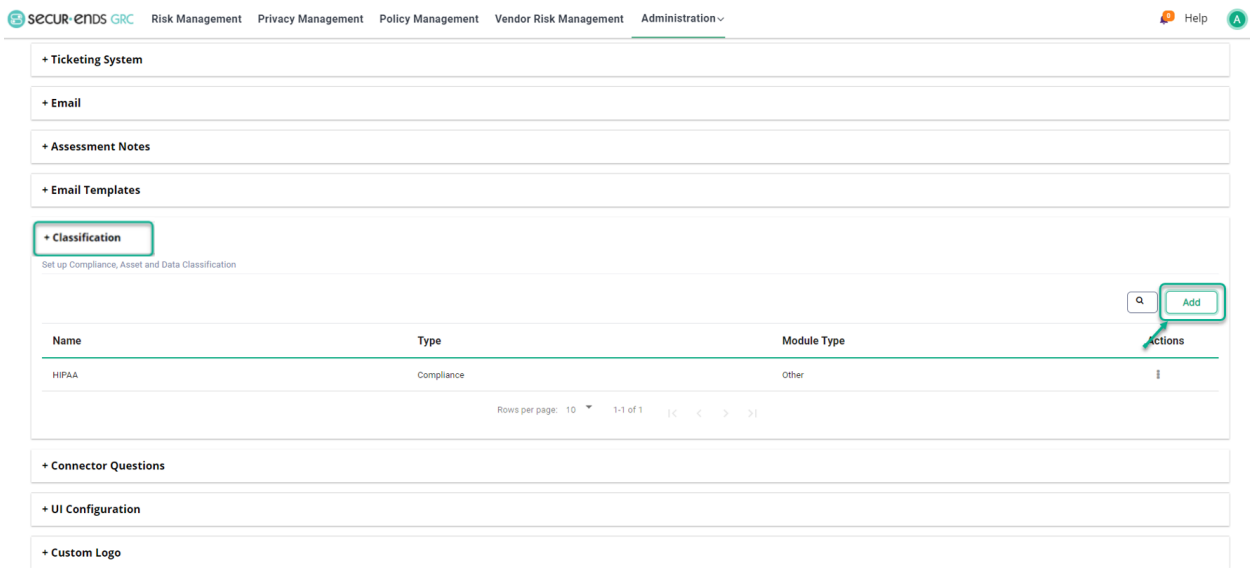 SECUR·ENDS GRC Risk Management Privacy Management Policy Management Vendor Risk Management Administration 0 Help A
+ Ticketing System
+ Email
+ Assessment Notes
+ Email Templates
+ Classification
Set up Compliance, Asset and Data Classification
Add
Name Type Module Type Actions
HIPAA Compliance Other
Rows per page: 10 1-1 of 1
+ Connector Questions
+ UI Configuration
+ Custom Logo